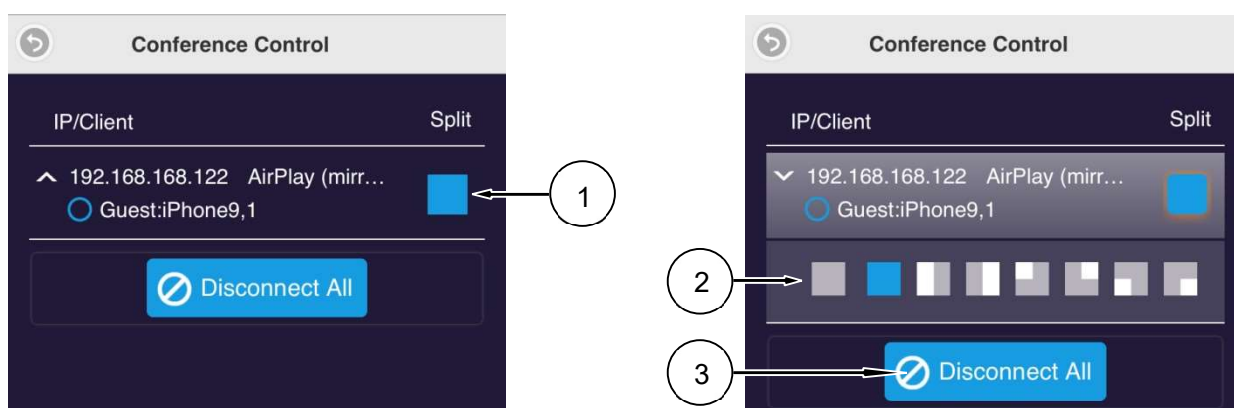 Conference Control
IP/Client Split
192.168.168.122 AirPlay (mirr...
Guest:iPhone9,1
Disconnect All
1
Conference Control
IP/Client Split
192.168.168.122 AirPlay (mirr...
Guest:iPhone9,1
2
Disconnect All
3